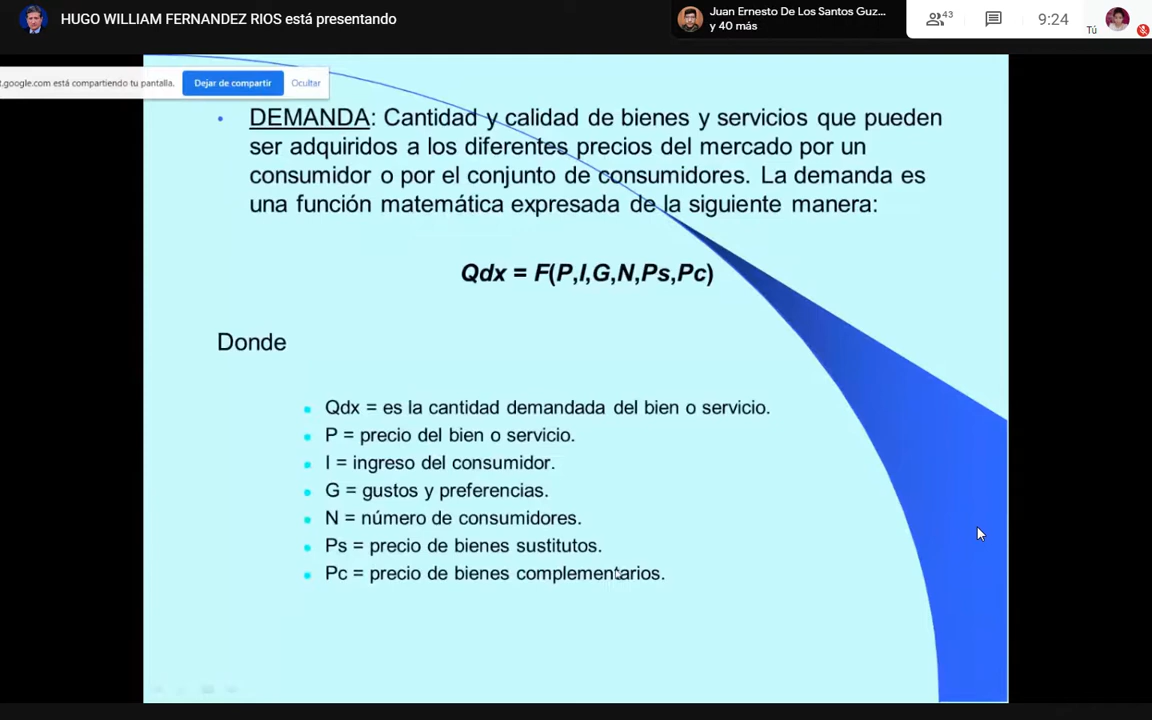 HUGO WILLIAM FERNANDEZ RIOS está presentando
Juan Ernesto De Los Santos Guz...
y 40 más
43
9:24
Tú
t.google.com está compartiendo tu pantalla.
Dejar de compartir
Ocultar
• DEMANDA: Cantidad y calidad de bienes y servicios que pueden
ser adquiridos a los diferentes precios del mercado por un
consumidor o por el conjunto de consumidores. La demanda es
una función matemática expresada de la siguiente manera:
Qdx = F(P,I,G,N,Ps,Pc)
Donde
• Qdx = es la cantidad demandada del bien o servicio.
• P = precio del bien o servicio.
• I = ingreso del consumidor.
• G = gustos y preferencias.
• N = número de consumidores.
• Ps = precio de bienes sustitutos.
• Pc = precio de bienes complementarios.